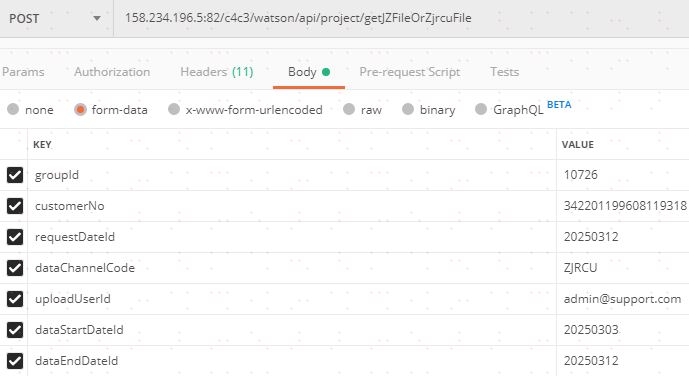 POST 158.234.196.5:82/c4c3/watson/api/project/getJZFileOrZjrcuFile
Params Authorization Headers (11) Body Pre-request Script Tests
none form-data x-www-form-urlencoded raw binary GraphQL BETA
KEY VALUE
groupId 10726
customerNo 342201199608119318
requestDateId 20250312
dataChannelCode ZJRCU
uploadUserId admin@support.com
dataStartDateId 20250303
dataEndDateId 20250312